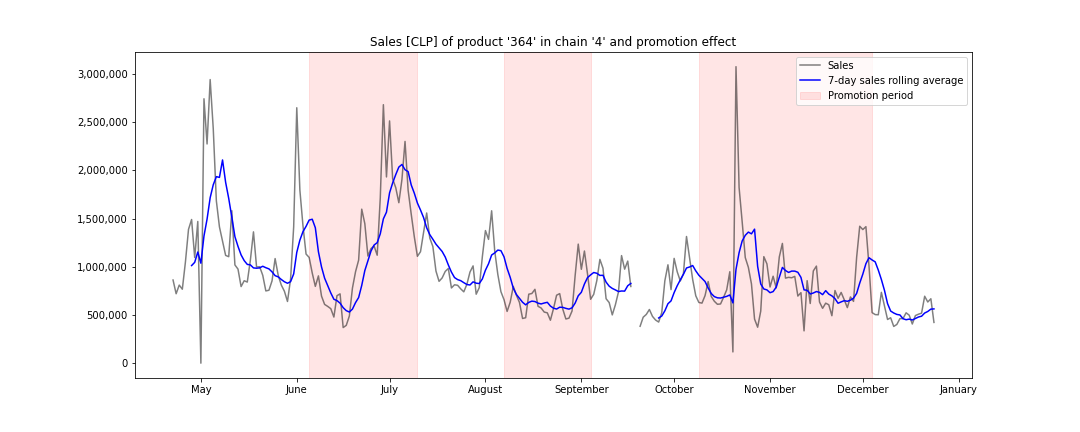 Sales [CLP] of product '364' in chain '4' and promotion effect
Sales
7-day sales rolling average
Promotion period
3,000,000
2,500,000
2,000,000
1,500,000
1,000,000
500,000
0
May June July August September October November December January